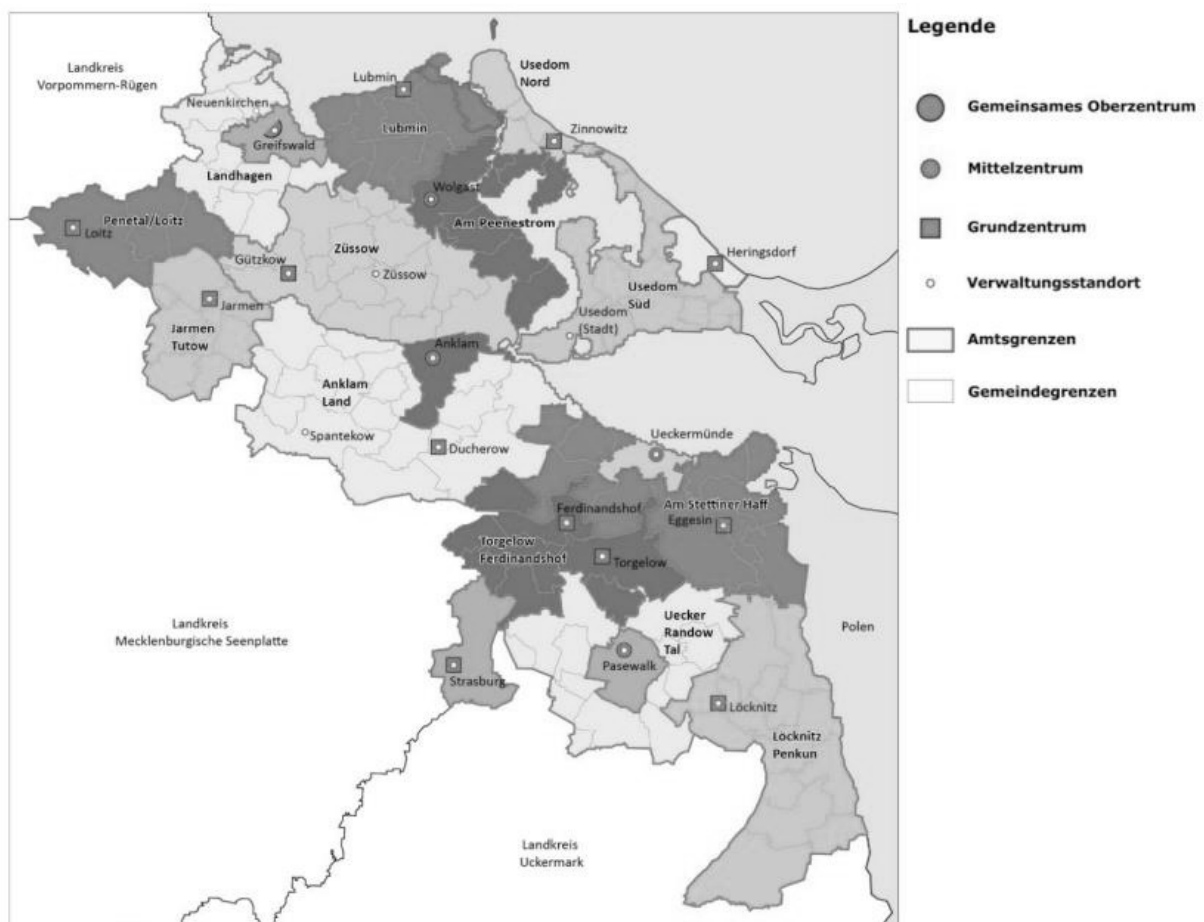 Landkreis
Vorpommern-Rügen
Neuenkirchen
Greifswald
Landhagen
Lubmin
Lubmin
Usedom
Nord
Zinnowitz
Wolgast
Am Peenestrom
Penetal/Loitz
Loitz
Gützkow
Züssow
Züssow
Heringsdorf
Usedom
Süd
Usedom
(Stadt)
Jarmen
Jarmen
Tutow
Anklam
Anklam
Land
Spantekow
Ducherow
Ueckermünde
Ferdinandshof
Am Stettiner Haff
Eggesin
Torgelow
Ferdinandshof
Torgelow
Landkreis
Mecklenburgische Seenplatte
Uecker
Randow
Tal
Polen
Pasewalk
Strasburg
Löcknitz
Löcknitz
Penkun
Landkreis
Uckermark
Legende
Gemeinsames Oberzentrum
Mittelzentrum
Grundzentrum
Verwaltungsstandort
Amtsgrenzen
Gemeindegrenzen